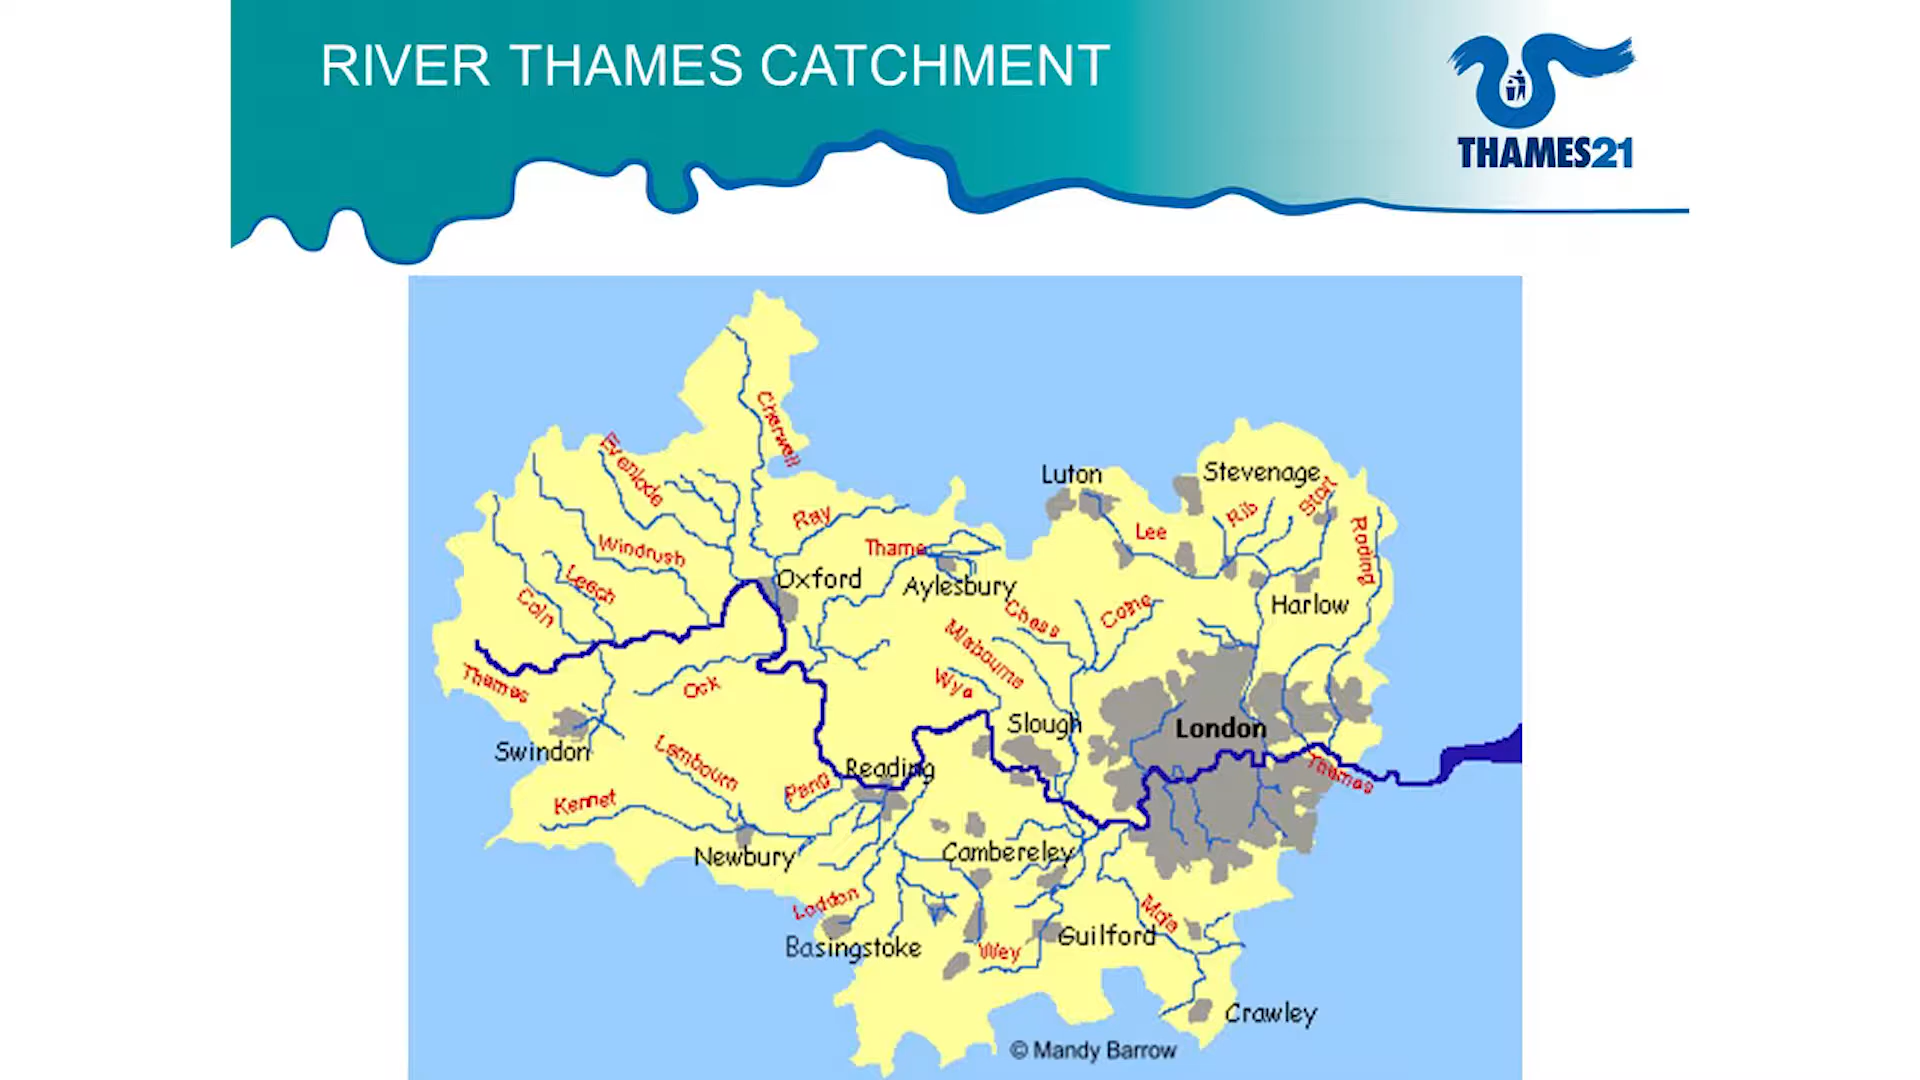 RIVER THAMES CATCHMENT
THAMES21
Cherwell
Evenlode
Luton
Stevenage
Ray
Rib
Stort
Lee
Roding
Windrush
Thame
Leach
Oxford
Aylesbury
Coln
Chess
Colne
Harlow
Misbourne
Thames
Ock
Wye
Slough
London
Swindon
Lambourn
Reading
Thames
Pang
Kennet
Newbury
Cambereley
Loddon
Mole
Basingstoke
Wey
Guilford
Crawley
© Mandy Barrow